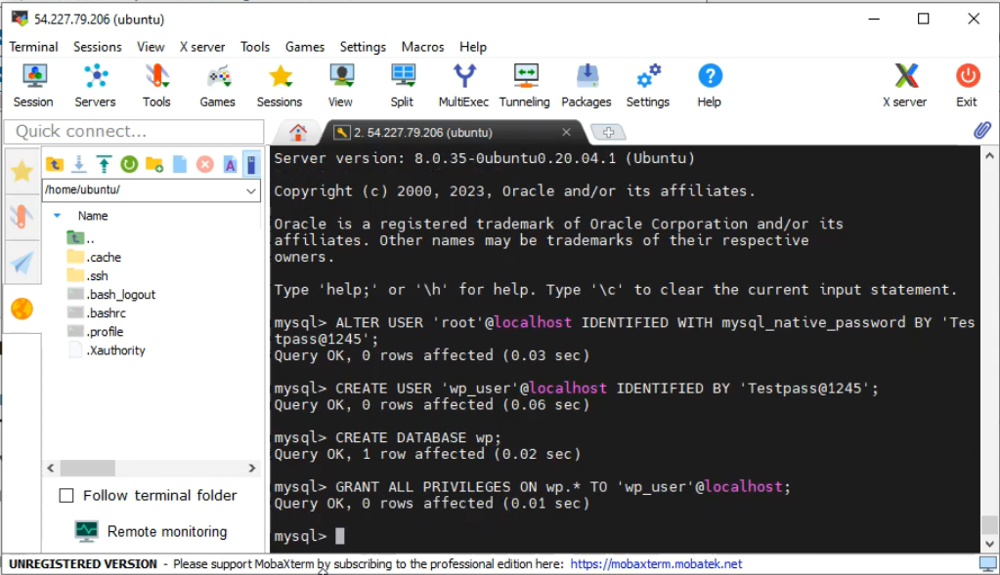 54.227.79.206 (ubuntu)
Terminal Sessions View X server Tools Games Settings Macros Help
Session Servers Tools Games Sessions View Split MultiExec Tunneling Packages Settings Help X server Exit
Quick connect...
2. 54.227.79.206 (ubuntu)
/home/ubuntu/
Name
..
.cache
.ssh
.bash_logout
.bashrc
.profile
.Xauthority
Follow terminal folder
Remote monitoring
Server version: 8.0.35-0ubuntu0.20.04.1 (Ubuntu)
Copyright (c) 2000, 2023, Oracle and/or its affiliates.
Oracle is a registered trademark of Oracle Corporation and/or its
affiliates. Other names may be trademarks of their respective
owners.
Type 'help;' or '\h' for help. Type '\c' to clear the current input statement.
mysql> ALTER USER 'root'@localhost IDENTIFIED WITH mysql_native_password BY 'Tes
tpass@1245';
Query OK, 0 rows affected (0.03 sec)
mysql> CREATE USER 'wp_user'@localhost IDENTIFIED BY 'Testpass@1245';
Query OK, 0 rows affected (0.06 sec)
mysql> CREATE DATABASE wp;
Query OK, 1 row affected (0.02 sec)
mysql> GRANT ALL PRIVILEGES ON wp.* TO 'wp_user'@localhost;
Query OK, 0 rows affected (0.01 sec)
mysql>
UNREGISTERED VERSION - Please support MobaXterm by subscribing to the professional edition here: https://mobaxterm.mobatek.net